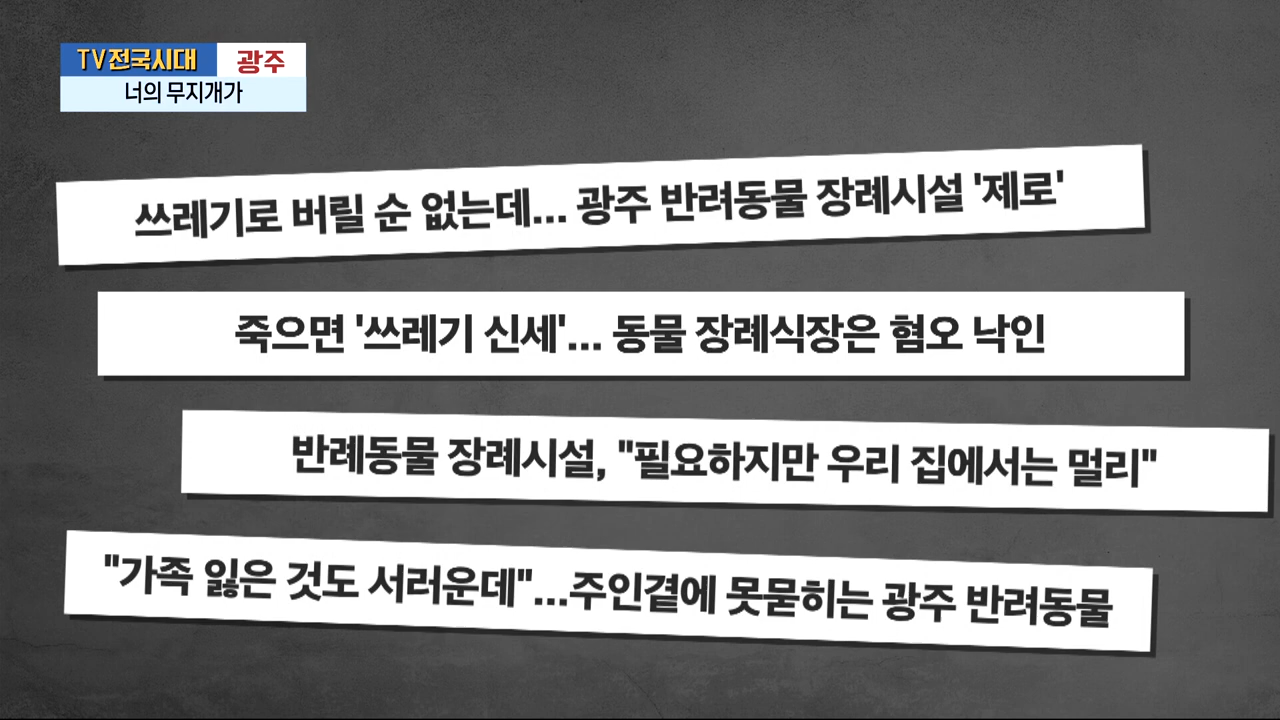 TV전국시대 광주
너의 무지개가
쓰레기로 버릴 순 없는데... 광주 반려동물 장례시설 '제로'
죽으면 '쓰레기 신세'... 동물 장례식장은 혐오 낙인
반례동물 장례시설, "필요하지만 우리 집에서는 멀리"
"가족 잃은 것도 서러운데"...주인곁에 못묻히는 광주 반려동물